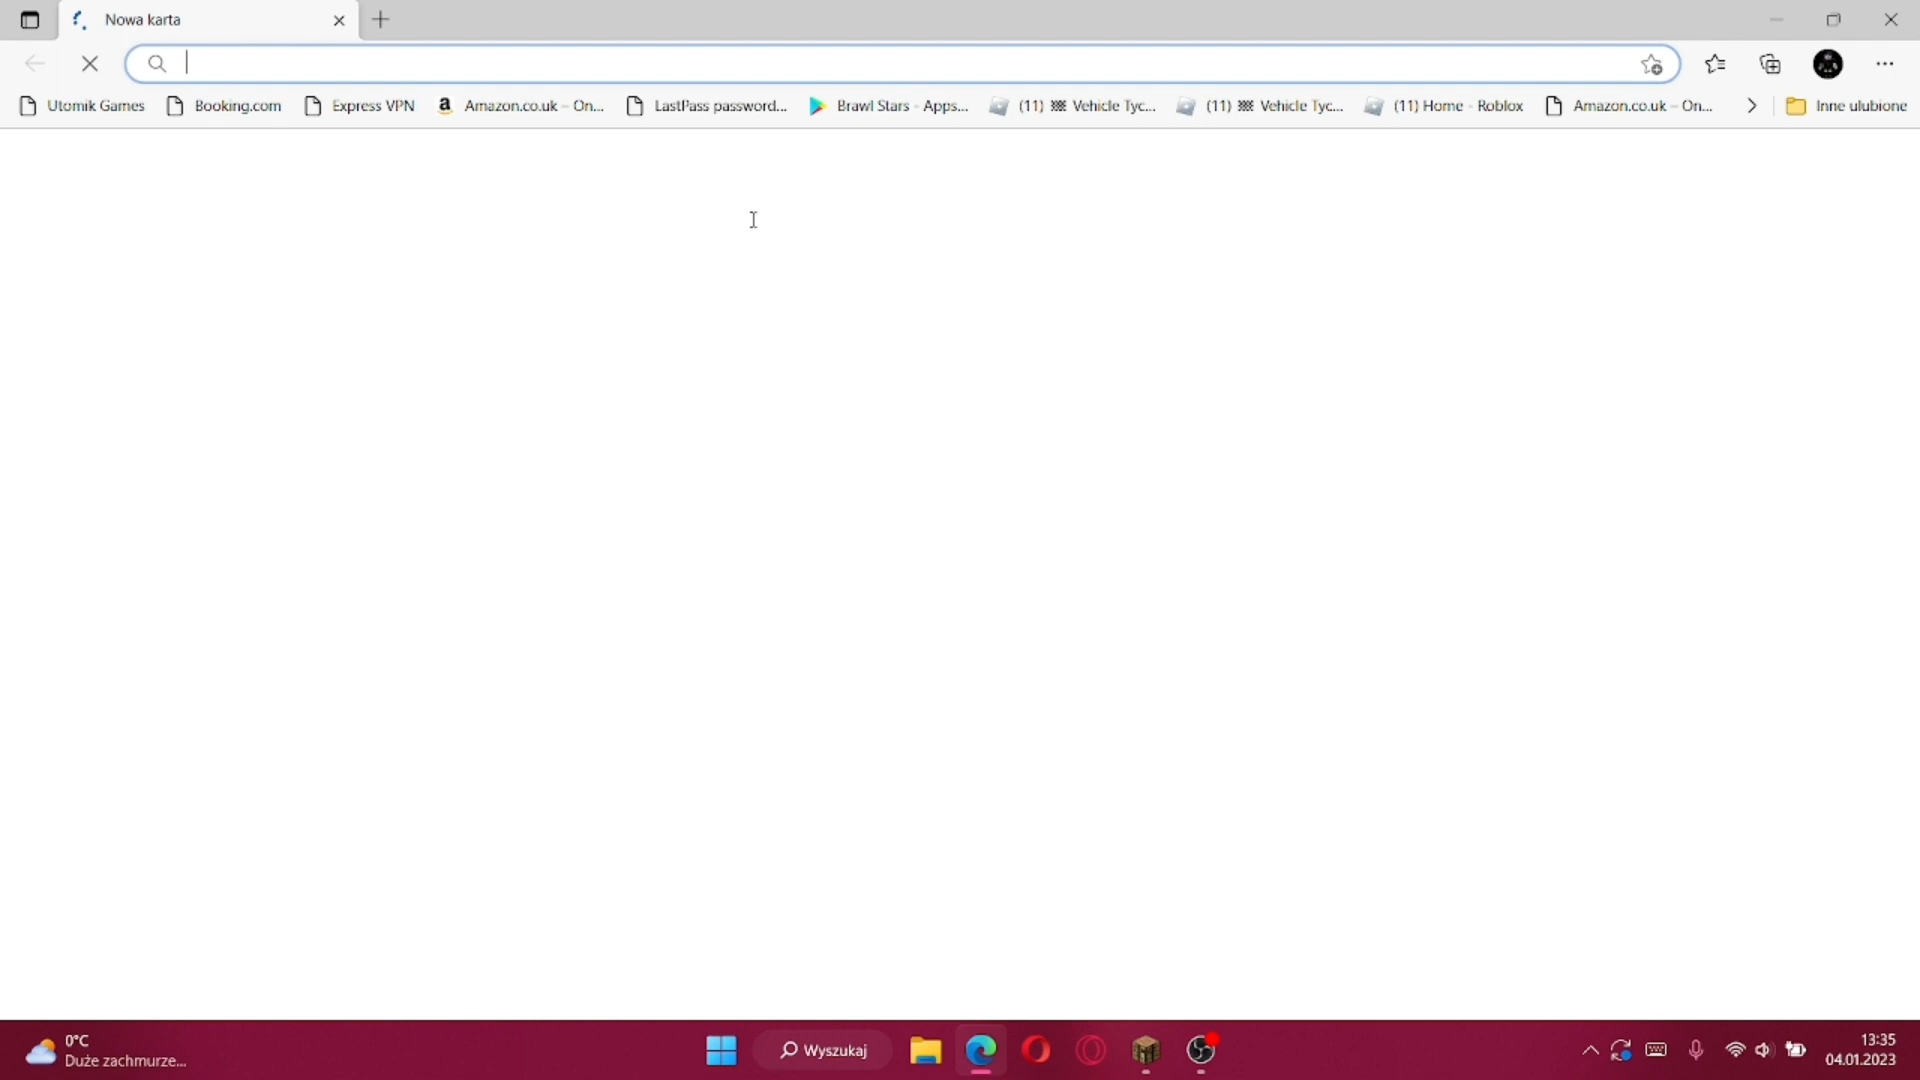 Nowa karta
Utomik Games
Booking.com
Express VPN
Amazon.co.uk – On...
LastPass password...
Brawl Stars - Apps...
(11) 🏁 Vehicle Tyc...
(11) 🏁 Vehicle Tyc...
(11) Home - Roblox
Amazon.co.uk – On...
Inne ulubione
0°C
Duże zachmurze...
Wyszukaj
13:35
04.01.2023